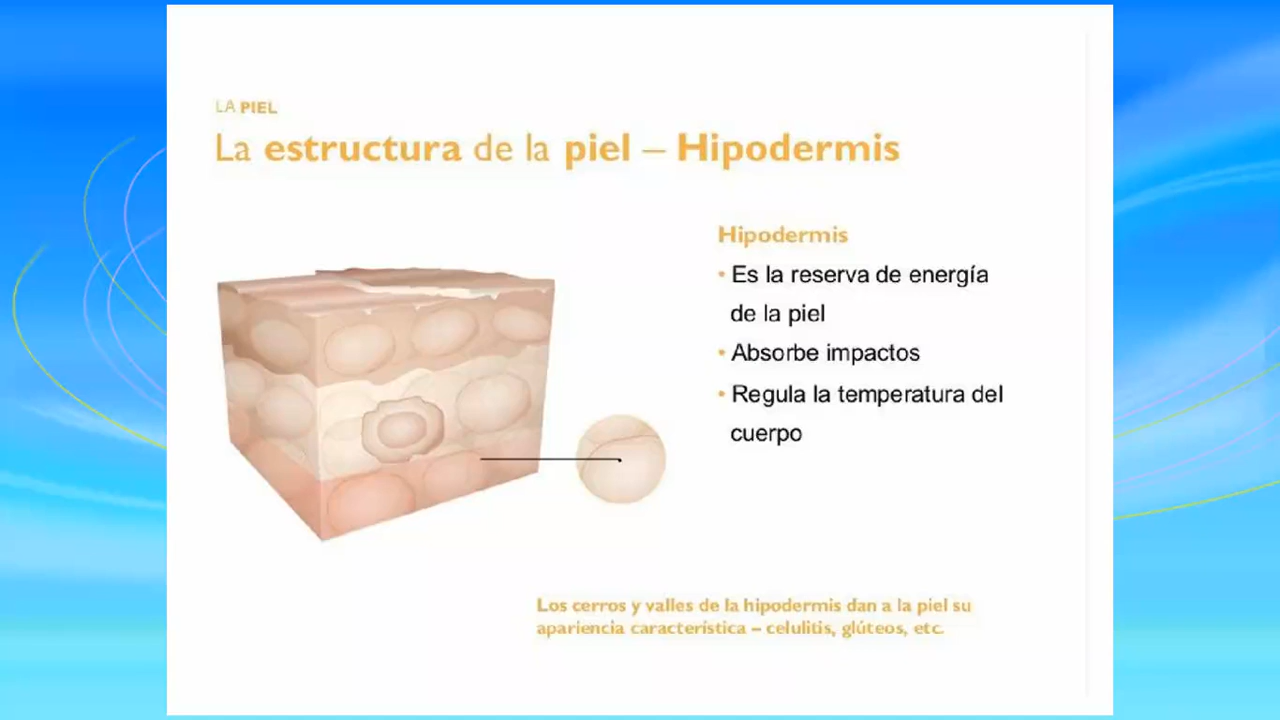 LA PIEL
La estructura de la piel – Hipodermis
Hipodermis
• Es la reserva de energía
de la piel
• Absorbe impactos
• Regula la temperatura del
cuerpo
Los cerros y valles de la hipodermis dan a la piel su
apariencia característica – celulitis, glúteos, etc.